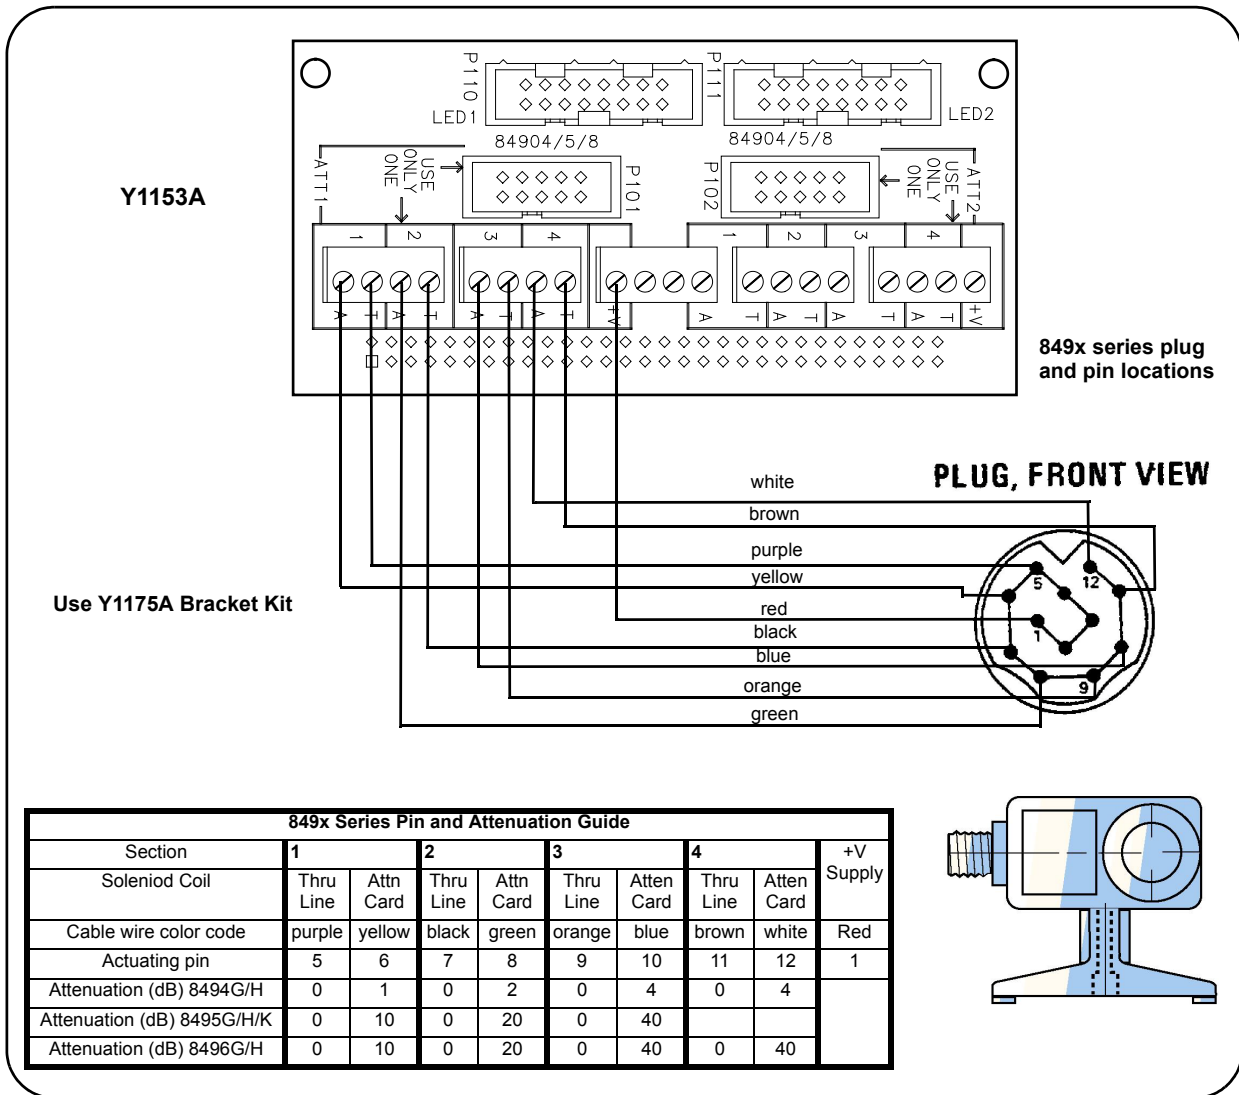 P110
P111
LED1
LED2
84904/5/8
84904/5/8
ATT1
USE
ONLY
ONE
P101
P102
USE
ONLY
ONE
ATT2
Y1153A
1 2 3 4 1 2 3 4
A T A T A T A T +V A T A T A T A T +V
849x series plug
and pin locations
PLUG, FRONT VIEW
white
brown
purple
yellow
red
black
blue
orange
green
5 12
1
9
Use Y1175A Bracket Kit
849x Series Pin and Attenuation Guide
Section 1 2 3 4 +V Supply
Soleniod Coil Thru Line Attn Card Thru Line Attn Card Thru Line Atten Card Thru Line Atten Card
Cable wire color code purple yellow black green orange blue brown white Red
Actuating pin 5 6 7 8 9 10 11 12 1
Attenuation (dB) 8494G/H 0 1 0 2 0 4 0 4
Attenuation (dB) 8495G/H/K 0 10 0 20 0 40
Attenuation (dB) 8496G/H 0 10 0 20 0 40 0 40